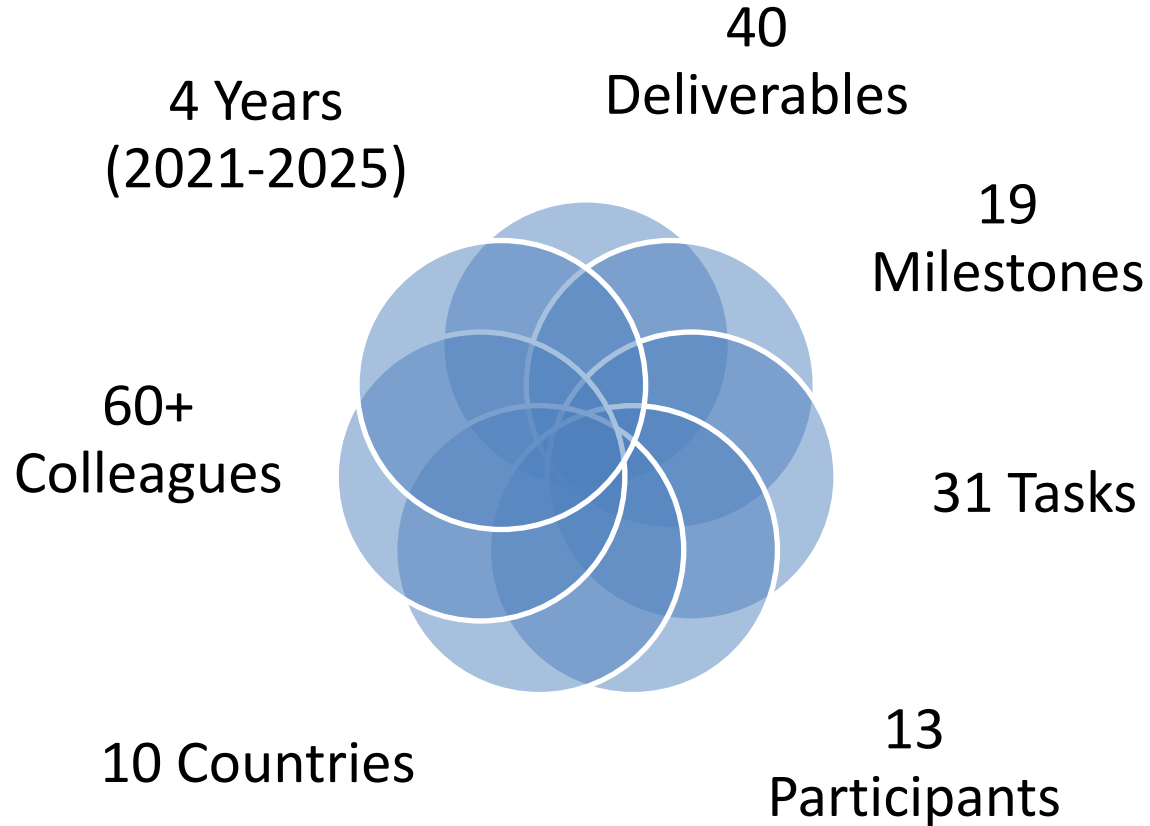 40
Deliverables
4 Years
(2021-2025)
19
Milestones
60+
Colleagues
31 Tasks
13
Participants
10 Countries